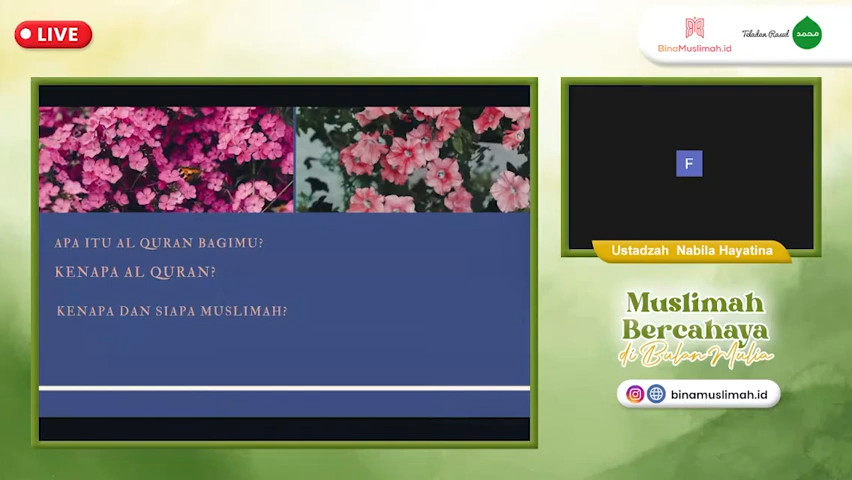 LIVE
BinaMuslimah.id
Teladan Rasul
محمد
APA ITU AL QURAN BAGIMU?
KENAPA AL QURAN?
KENAPA DAN SIAPA MUSLIMAH?
F
Ustadzah Nabila Hayatina
Muslimah
Bercahaya
di Bulan Mulia
binamuslimah.id